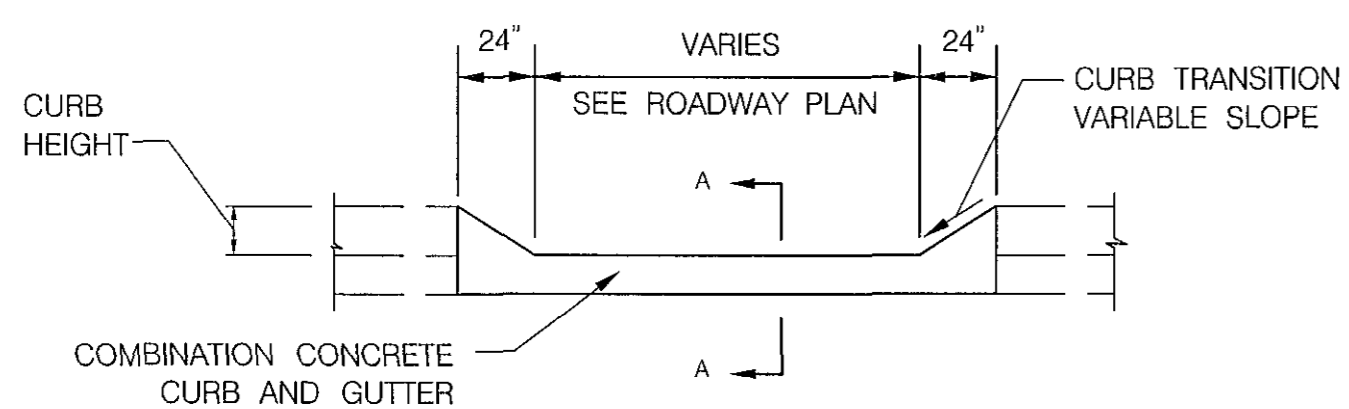 24" VARIES 24"
SEE ROADWAY PLAN
CURB TRANSITION
VARIABLE SLOPE
CURB
HEIGHT
A
A
COMBINATION CONCRETE
CURB AND GUTTER